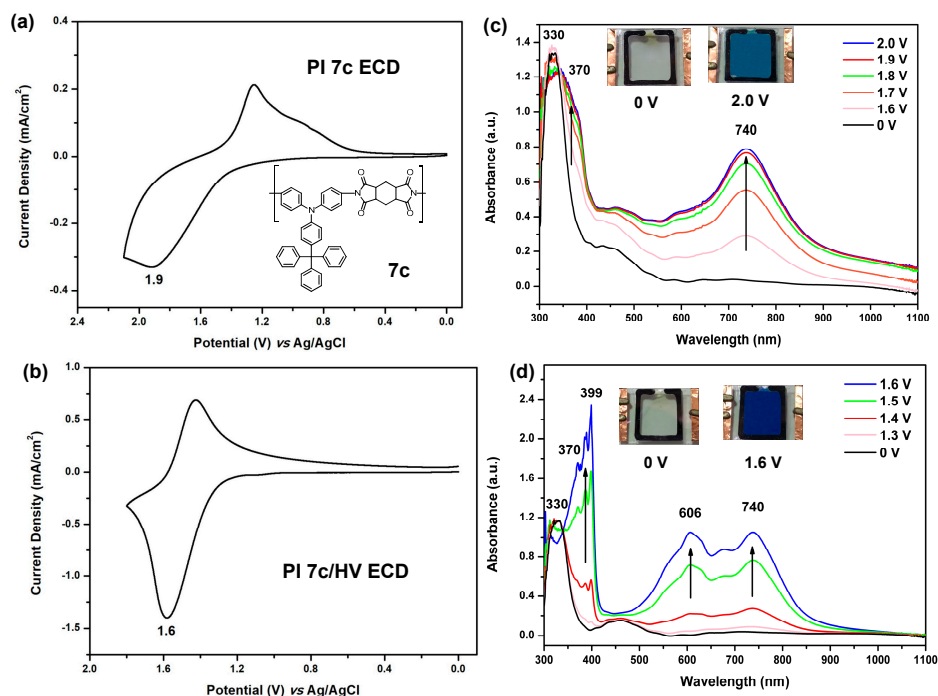 (a)
0.4
0.2
0.0
-0.2
-0.4
Current Density (mA/cm²)
PI 7c ECD
1.9
O
O
N
N
N
O
O
7c
2.4
2.0
1.6
1.2
0.8
0.4
0.0
Potential (V) vs Ag/AgCl
(c)
1.4
1.2
1.0
0.8
0.6
0.4
0.2
0.0
Absorbance (a.u.)
330
370
0 V
2.0 V
740
2.0 V
1.9 V
1.8 V
1.7 V
1.6 V
0 V
300 400 500 600 700 800 900 1000 1100
Wavelength (nm)
(b)
1.0
0.5
0.0
-0.5
-1.0
-1.5
Current Density (mA/cm²)
PI 7c/HV ECD
1.6
2.0
1.6
1.2
0.8
0.4
0.0
Potential (V) vs Ag/AgCl
(d)
2.4
2.0
1.6
1.2
0.8
0.4
0.0
Absorbance (a.u.)
330
370
399
0 V
1.6 V
606
740
1.6 V
1.5 V
1.4 V
1.3 V
0 V
300 400 500 600 700 800 900 1000 1100
Wavelength (nm)